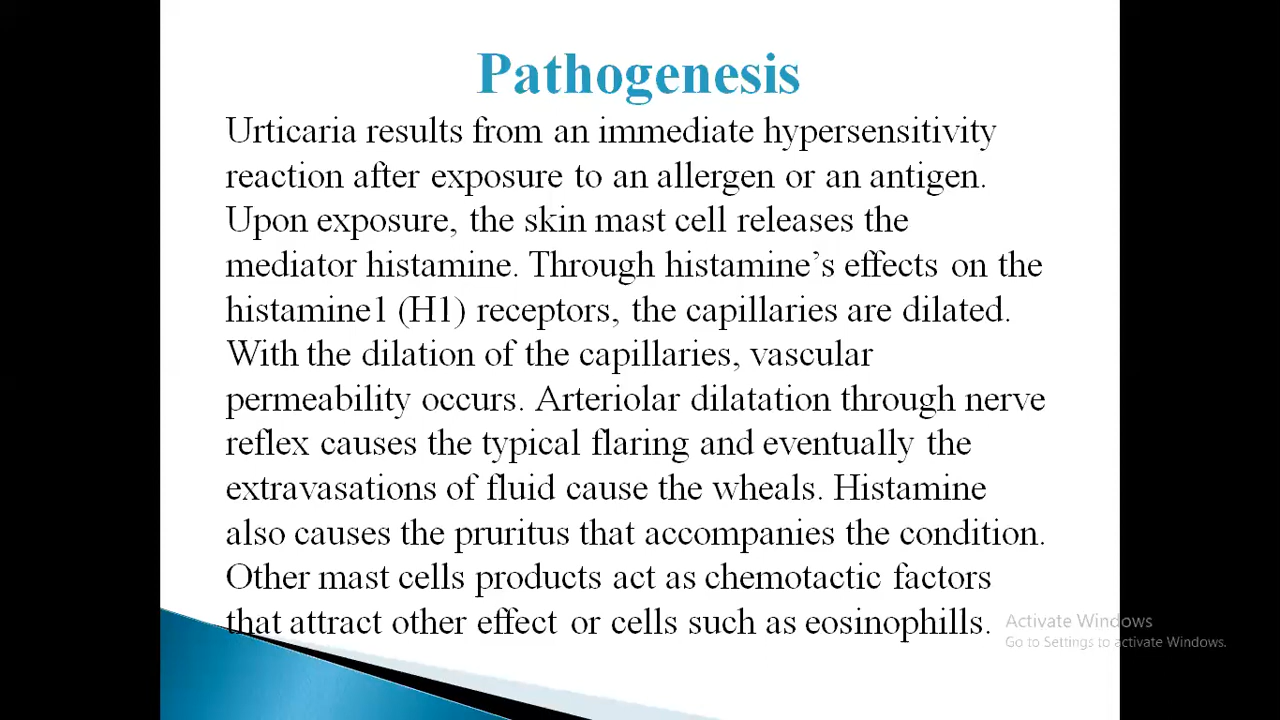 Pathogenesis
Urticaria results from an immediate hypersensitivity
reaction after exposure to an allergen or an antigen.
Upon exposure, the skin mast cell releases the
mediator histamine. Through histamine’s effects on the
histamine1 (H1) receptors, the capillaries are dilated.
With the dilation of the capillaries, vascular
permeability occurs. Arteriolar dilatation through nerve
reflex causes the typical flaring and eventually the
extravasations of fluid cause the wheals. Histamine
also causes the pruritus that accompanies the condition.
Other mast cells products act as chemotactic factors
that attract other effect or cells such as eosinophills.
Activate Windows
Go to Settings to activate Windows.